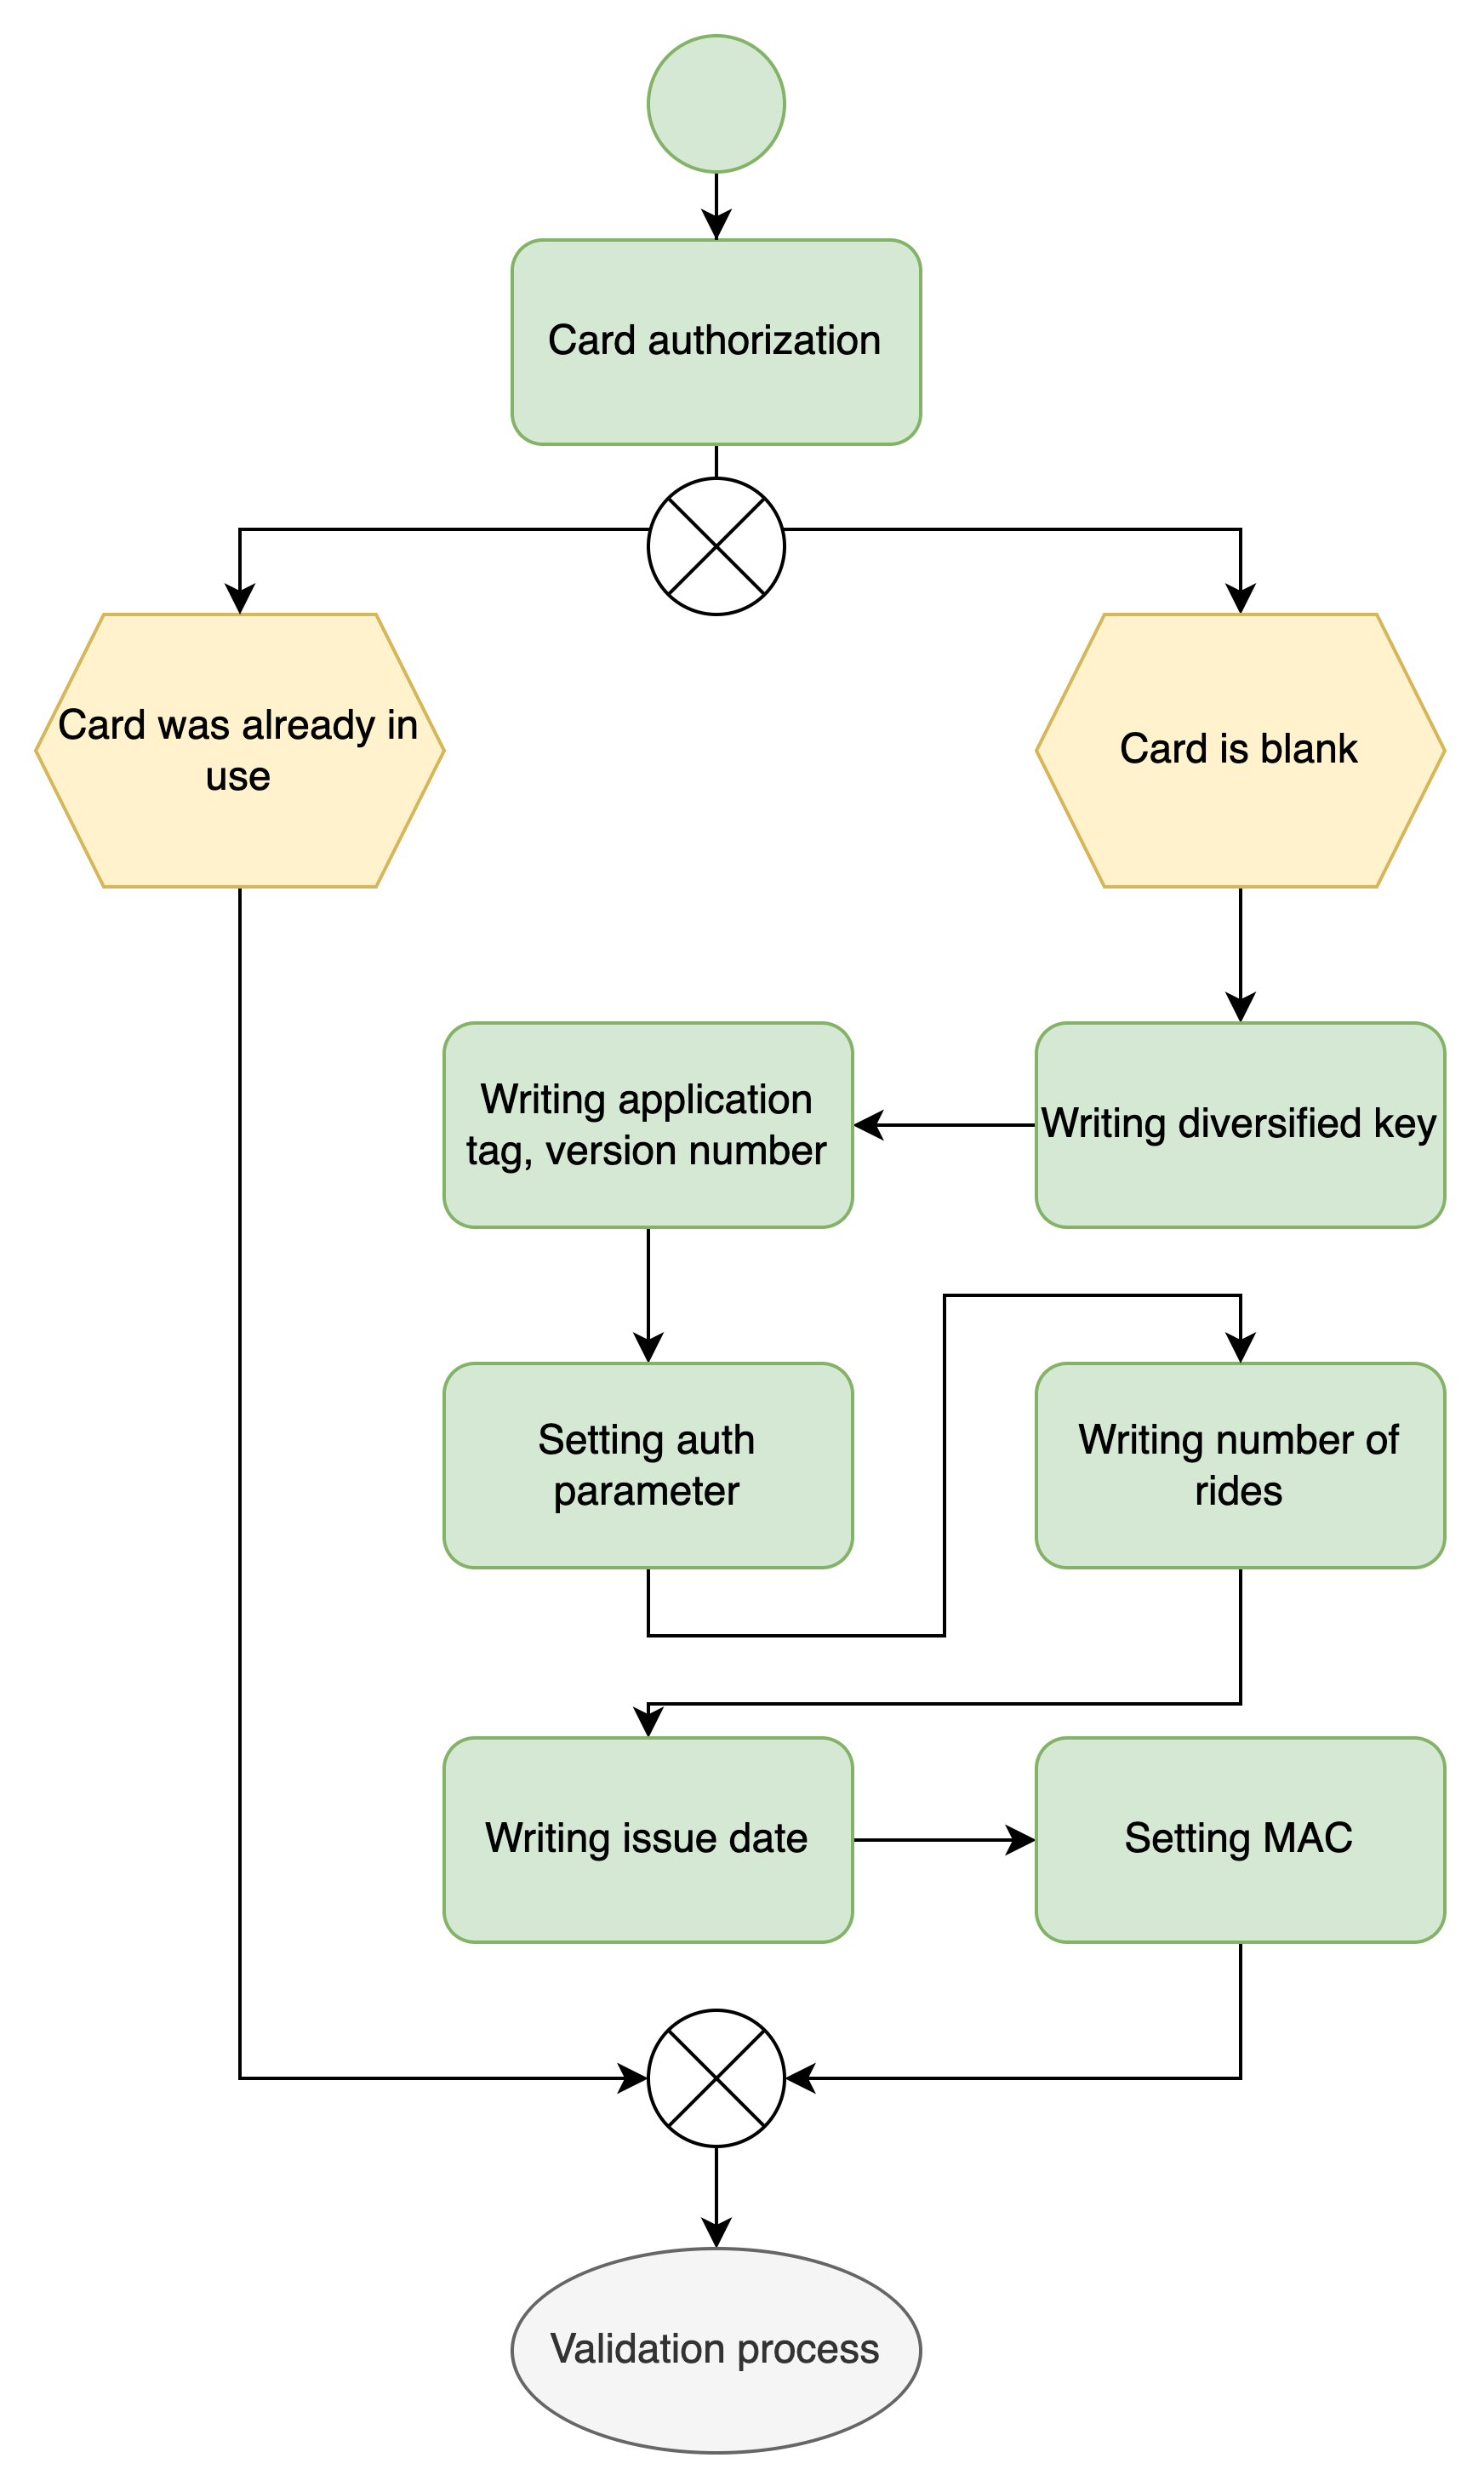 Card authorization
Card was already in
use
Card is blank
Writing application
tag, version number
Writing diversified key
Setting auth
parameter
Writing number of
rides
Writing issue date
Setting MAC
Validation process